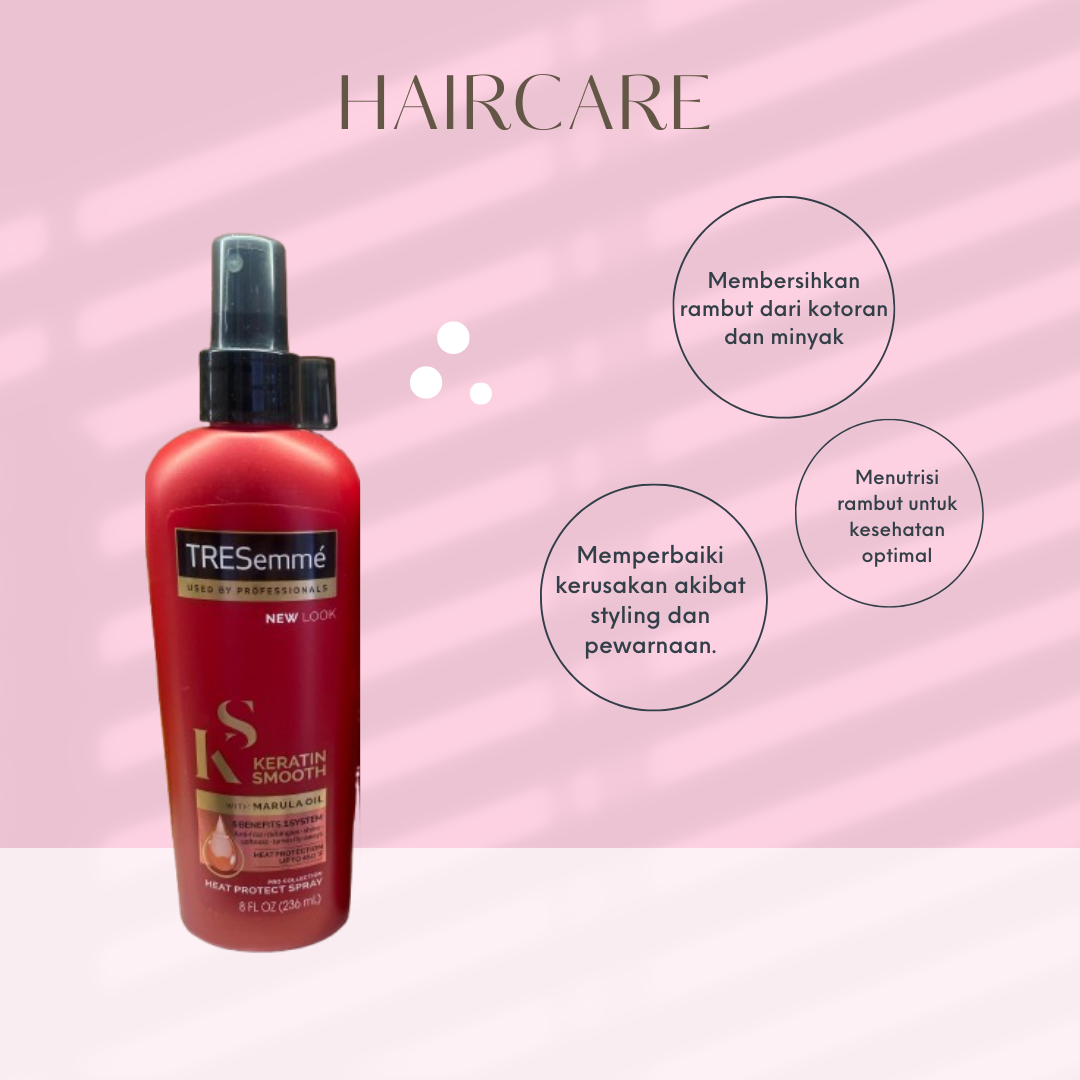 HAIRCARE
Membersihkan
rambut dari kotoran
dan minyak
Menutrisi
rambut untuk
kesehatan
optimal
Memperbaiki
kerusakan akibat
styling dan
pewarnaan.
TRESemmé
USED BY PROFESSIONALS
NEW LOOK
KS
KERATIN
SMOOTH
WITH MARULA OIL
5 BENEFITS 1 SYSTEM
HEAT PROTECTION
UP TO 450°F
PRO COLLECTION
HEAT PROTECT SPRAY
8 FL OZ (236 mL)